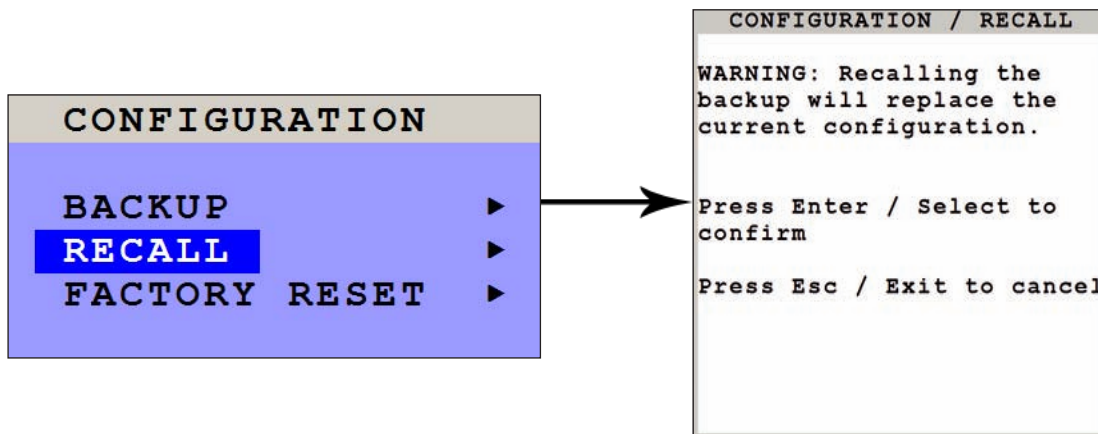 CONFIGURATION
BACKUP
RECALL
FACTORY RESET
CONFIGURATION / RECALL
WARNING: Recalling the
backup will replace the
current configuration.
Press Enter / Select to
confirm
Press Esc / Exit to cancel